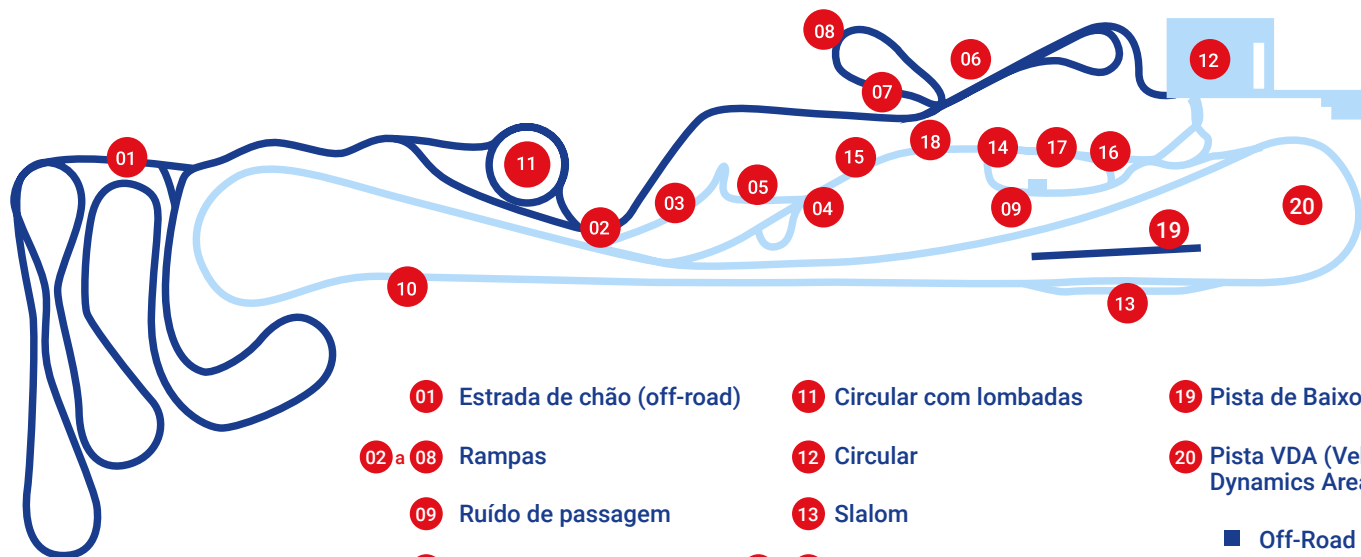 08
06
12
07
18
14
17
16
15
01
11
05
03
04
09
20
02
19
10
13
01 Estrada de chão (off-road)
11 Circular com lombadas
19 Pista de Baixo
02 a 08 Rampas
12 Circular
20 Pista VDA
Dynamics Area
09 Ruído de passagem
13 Slalom
Off-Road